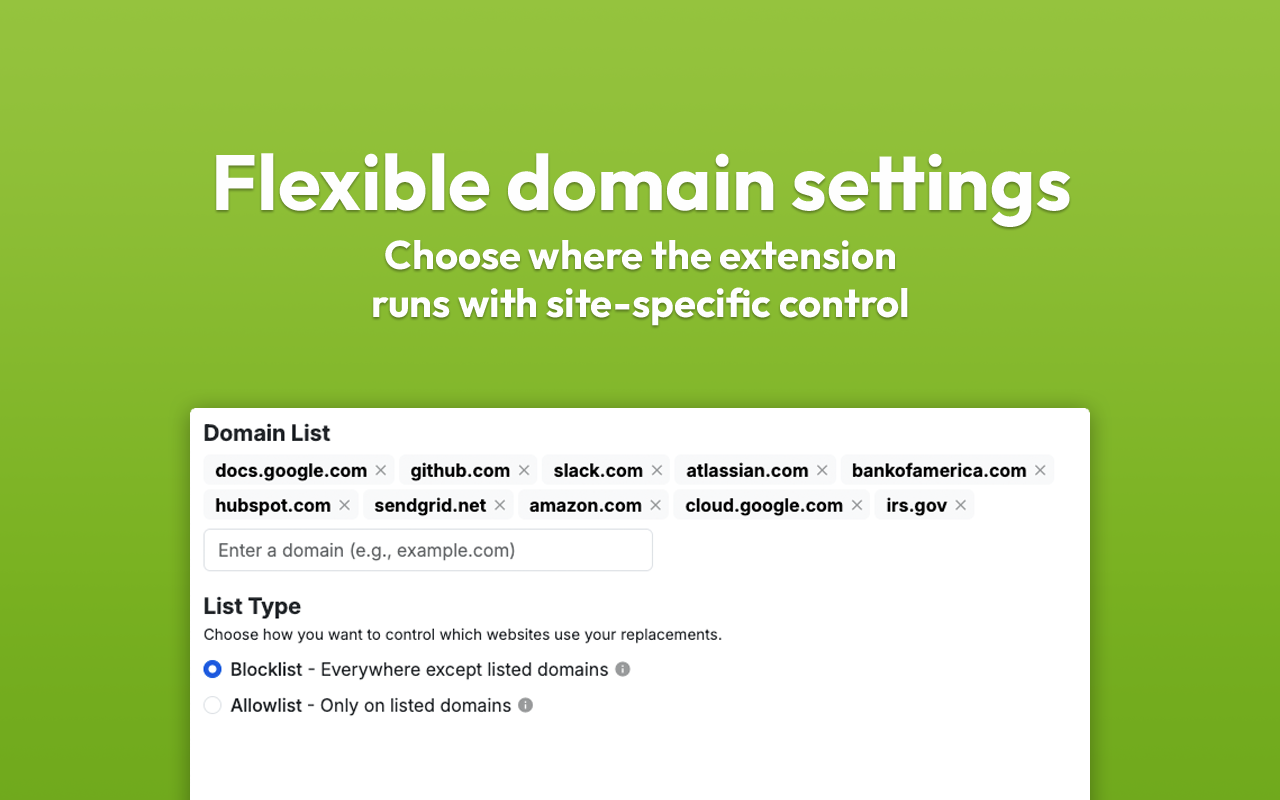 Flexible domain settings
Choose where the extension
runs with site-specific control
Domain List
docs.google.com × github.com × slack.com × atlassian.com × bankofamerica.com ×
hubspot.com × sendgrid.net × amazon.com × cloud.google.com × irs.gov ×
Enter a domain (e.g., example.com)
List Type
Choose how you want to control which websites use your replacements.
Blocklist - Everywhere except listed domains
Allowlist - Only on listed domains